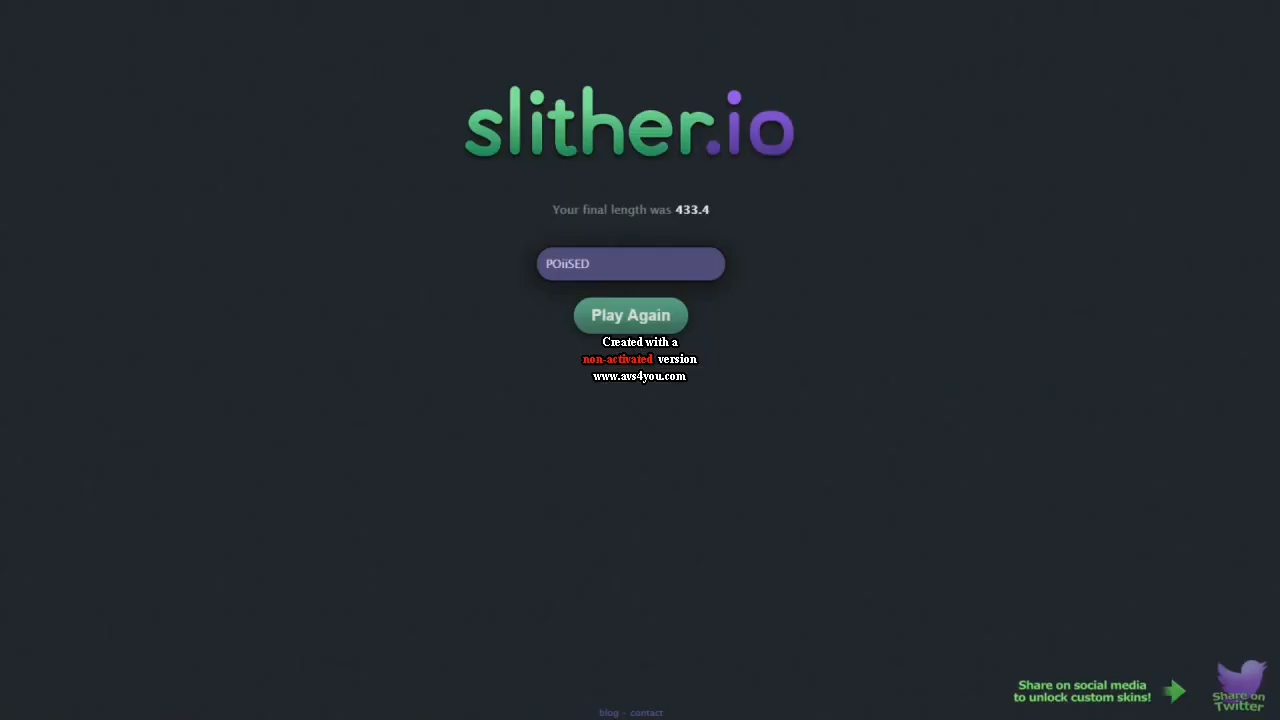 slither.io
Your final length was 433.4
POiiSED
Play Again
Created with a
non-activated version
www.avs4you.com
Share on social media
to unlock custom skins!
Share on
Twitter
blog - contact